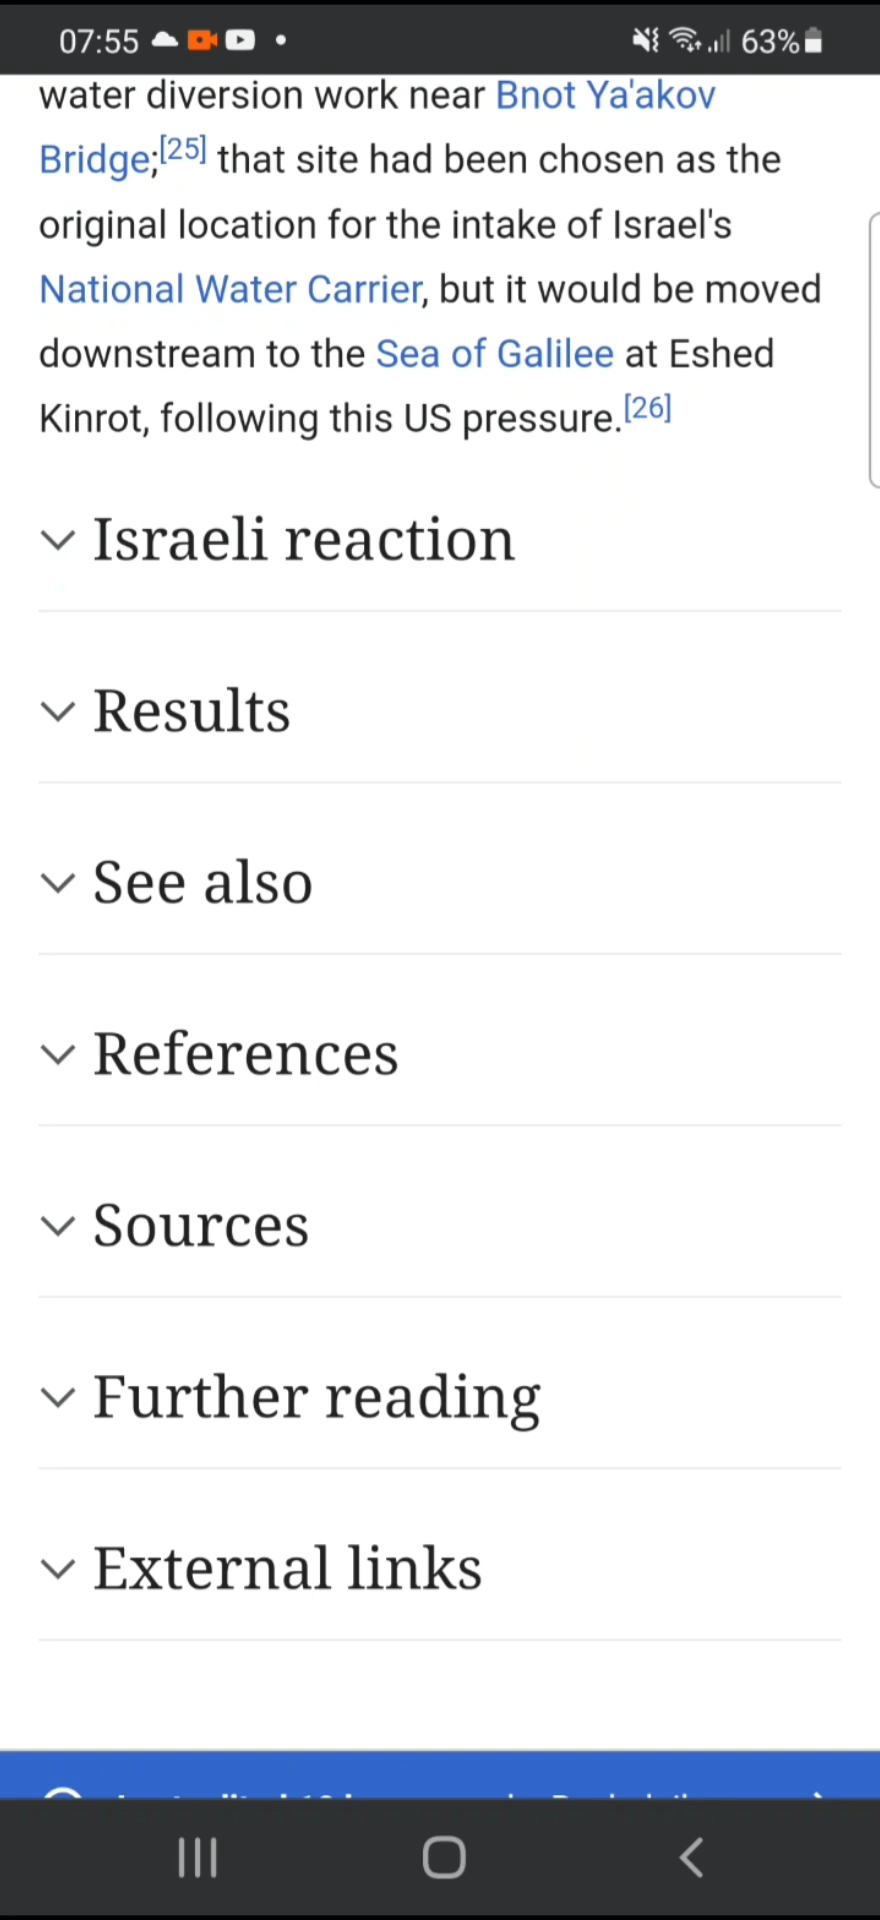 07:55
63%
water diversion work near Bnot Ya'akov
Bridge;[25] that site had been chosen as the
original location for the intake of Israel's
National Water Carrier, but it would be moved
downstream to the Sea of Galilee at Eshed
Kinrot, following this US pressure.[26]
Israeli reaction
Results
See also
References
Sources
Further reading
External links